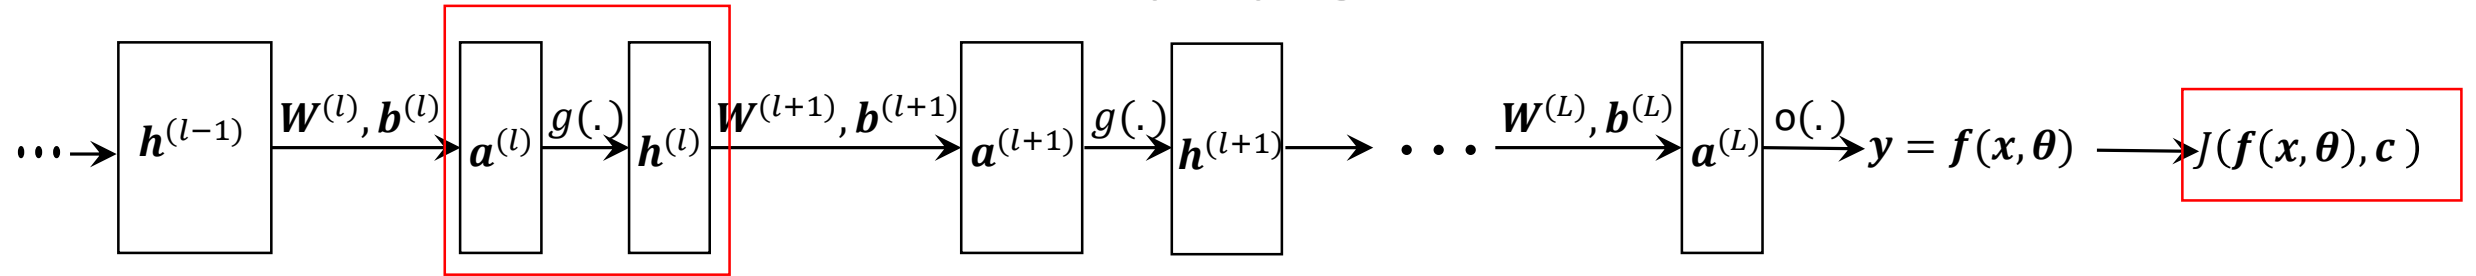 ••• h^(l−1) W^(l), b^(l) a^(l) g(.) h^(l) W^(l+1), b^(l+1) a^(l+1) g(.) h^(l+1) • • • W^(L), b^(L) a^(L) o(.) y = f(x, θ) J(f(x, θ), c )